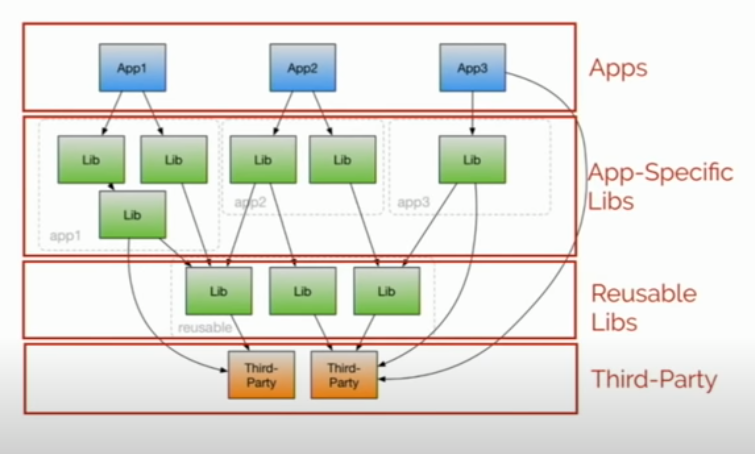 App1
App2
App3
Apps
Lib
Lib
Lib
Lib
Lib
App-Specific
Libs
app2
app3
Lib
app1
Lib
Lib
Lib
Reusable
Libs
reusable
Third-
Party
Third-
Party
Third-Party